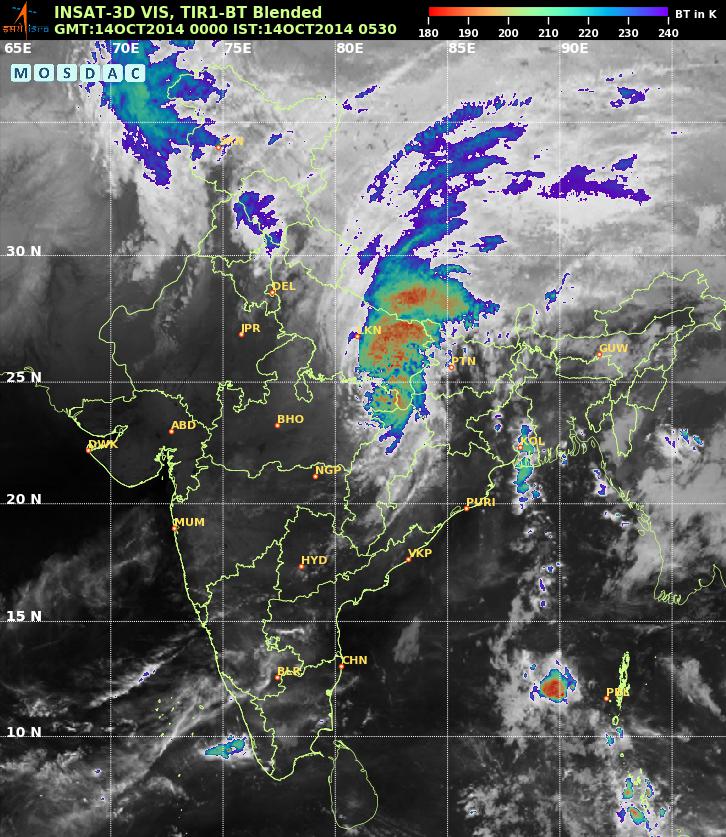 INSAT-3D VIS, TIR1-BT Blended
GMT:14OCT2014 0000 IST:14OCT2014 0530
BT in K
180 190 200 210 220 230 240
65E 70E 75E 80E 85E 90E
M O S D A C
30 N
DEL
JPR LKN
GUW
PTN
25 N
ABD BHO
DWK KOL
NGP
20 N PURI
MUM
VKP
HYD
15 N
CHN
BLR
PBL
10 N